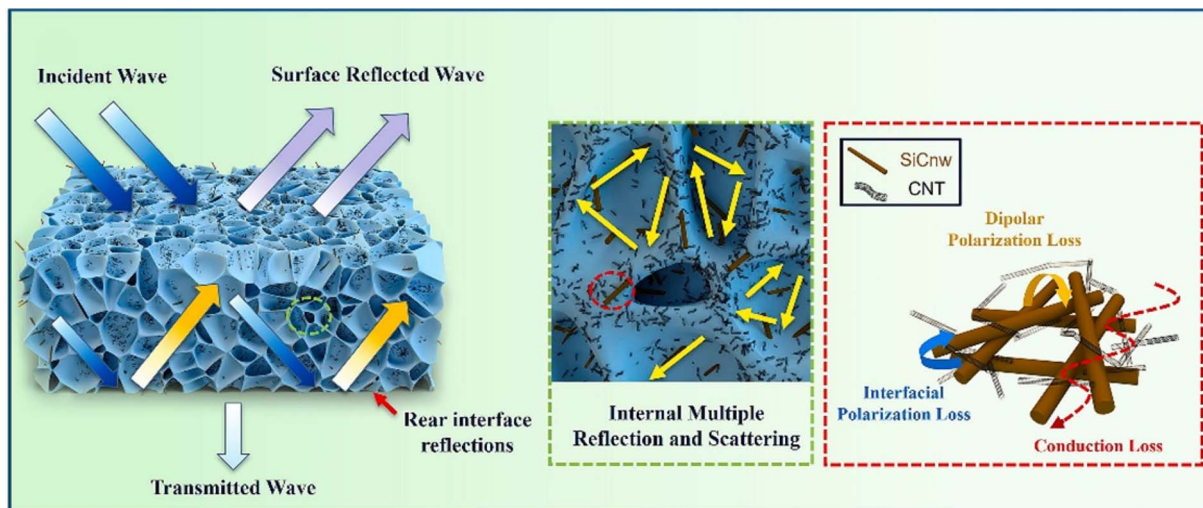 Incident Wave
Surface Reflected Wave
Rear interface
reflections
Transmitted Wave
Internal Multiple
Reflection and Scattering
SiCnw
CNT
Dipolar
Polarization Loss
Interfacial
Polarization Loss
Conduction Loss